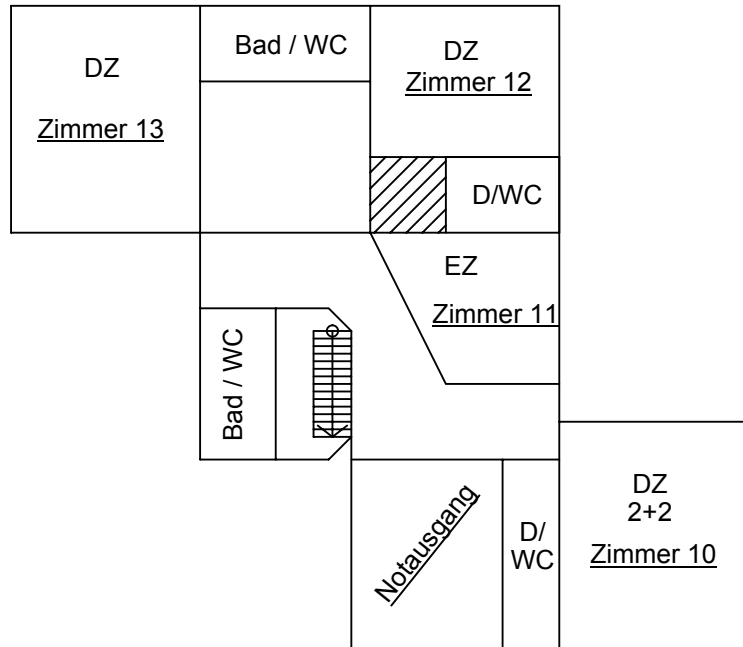 DZ
Zimmer 13
Bad / WC
DZ
Zimmer 12
D/WC
EZ
Zimmer 11
Bad / WC
Notausgang
D/
WC
DZ
2+2
Zimmer 10